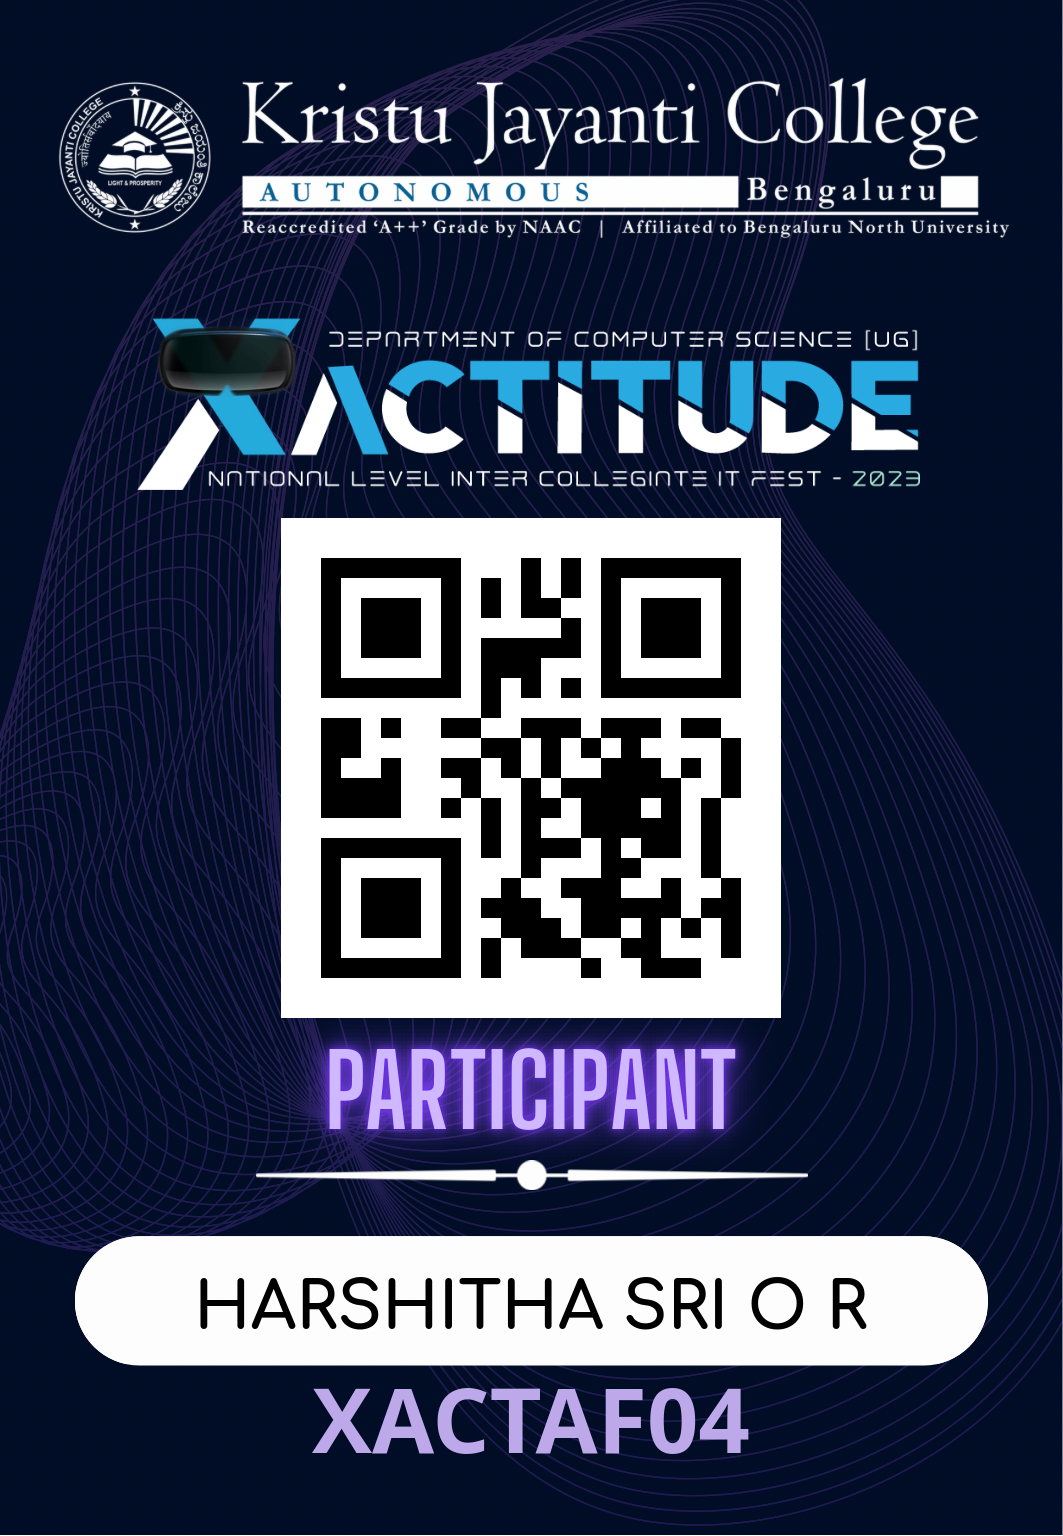 KRISTU JAYANTI COLLEGE
LIGHT & PROSPERITY
Kristu Jayanti College
AUTONOMOUS Bengaluru
Reaccredited ‘A++’ Grade by NAAC | Affiliated to Bengaluru North University
DEPARTMENT OF COMPUTER SCIENCE [UG]
XACTITUDE
NATIONAL LEVEL INTER COLLEGIATE IT FEST - 2023
PARTICIPANT
HARSHITHA SRI O R
XACTAF04